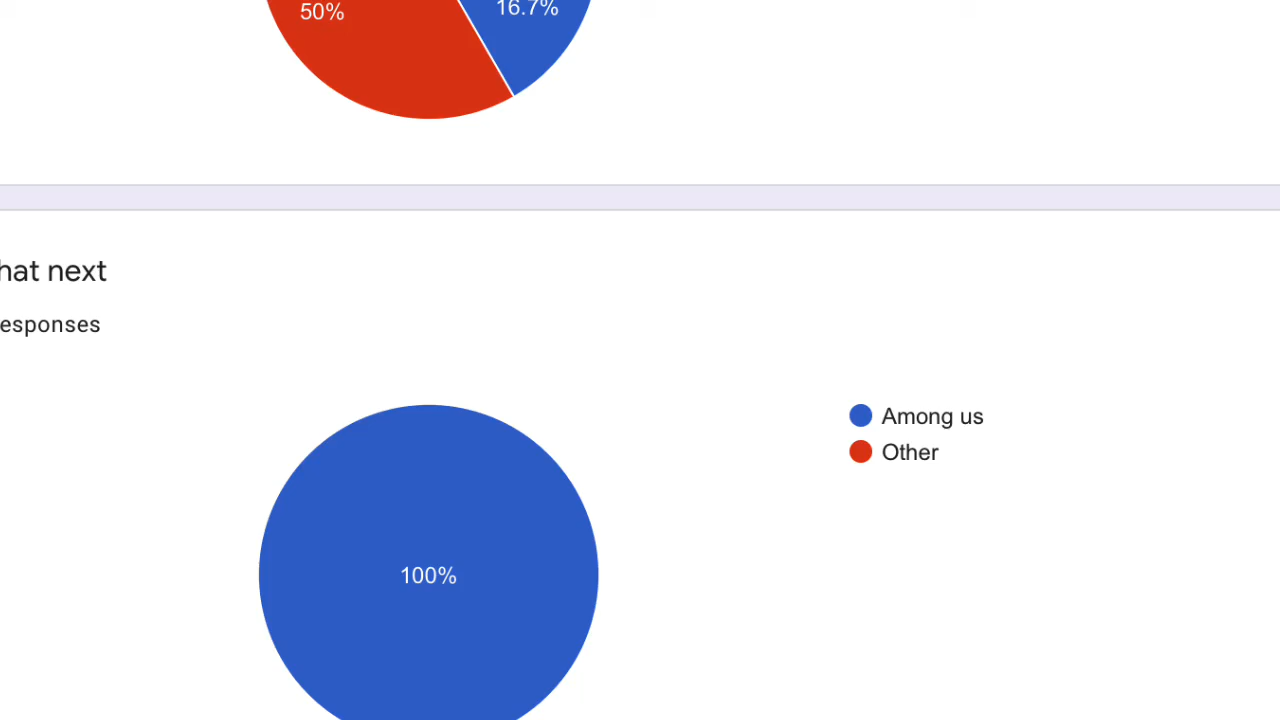 50%
16.7%
hat next
esponses
Among us
Other
100%